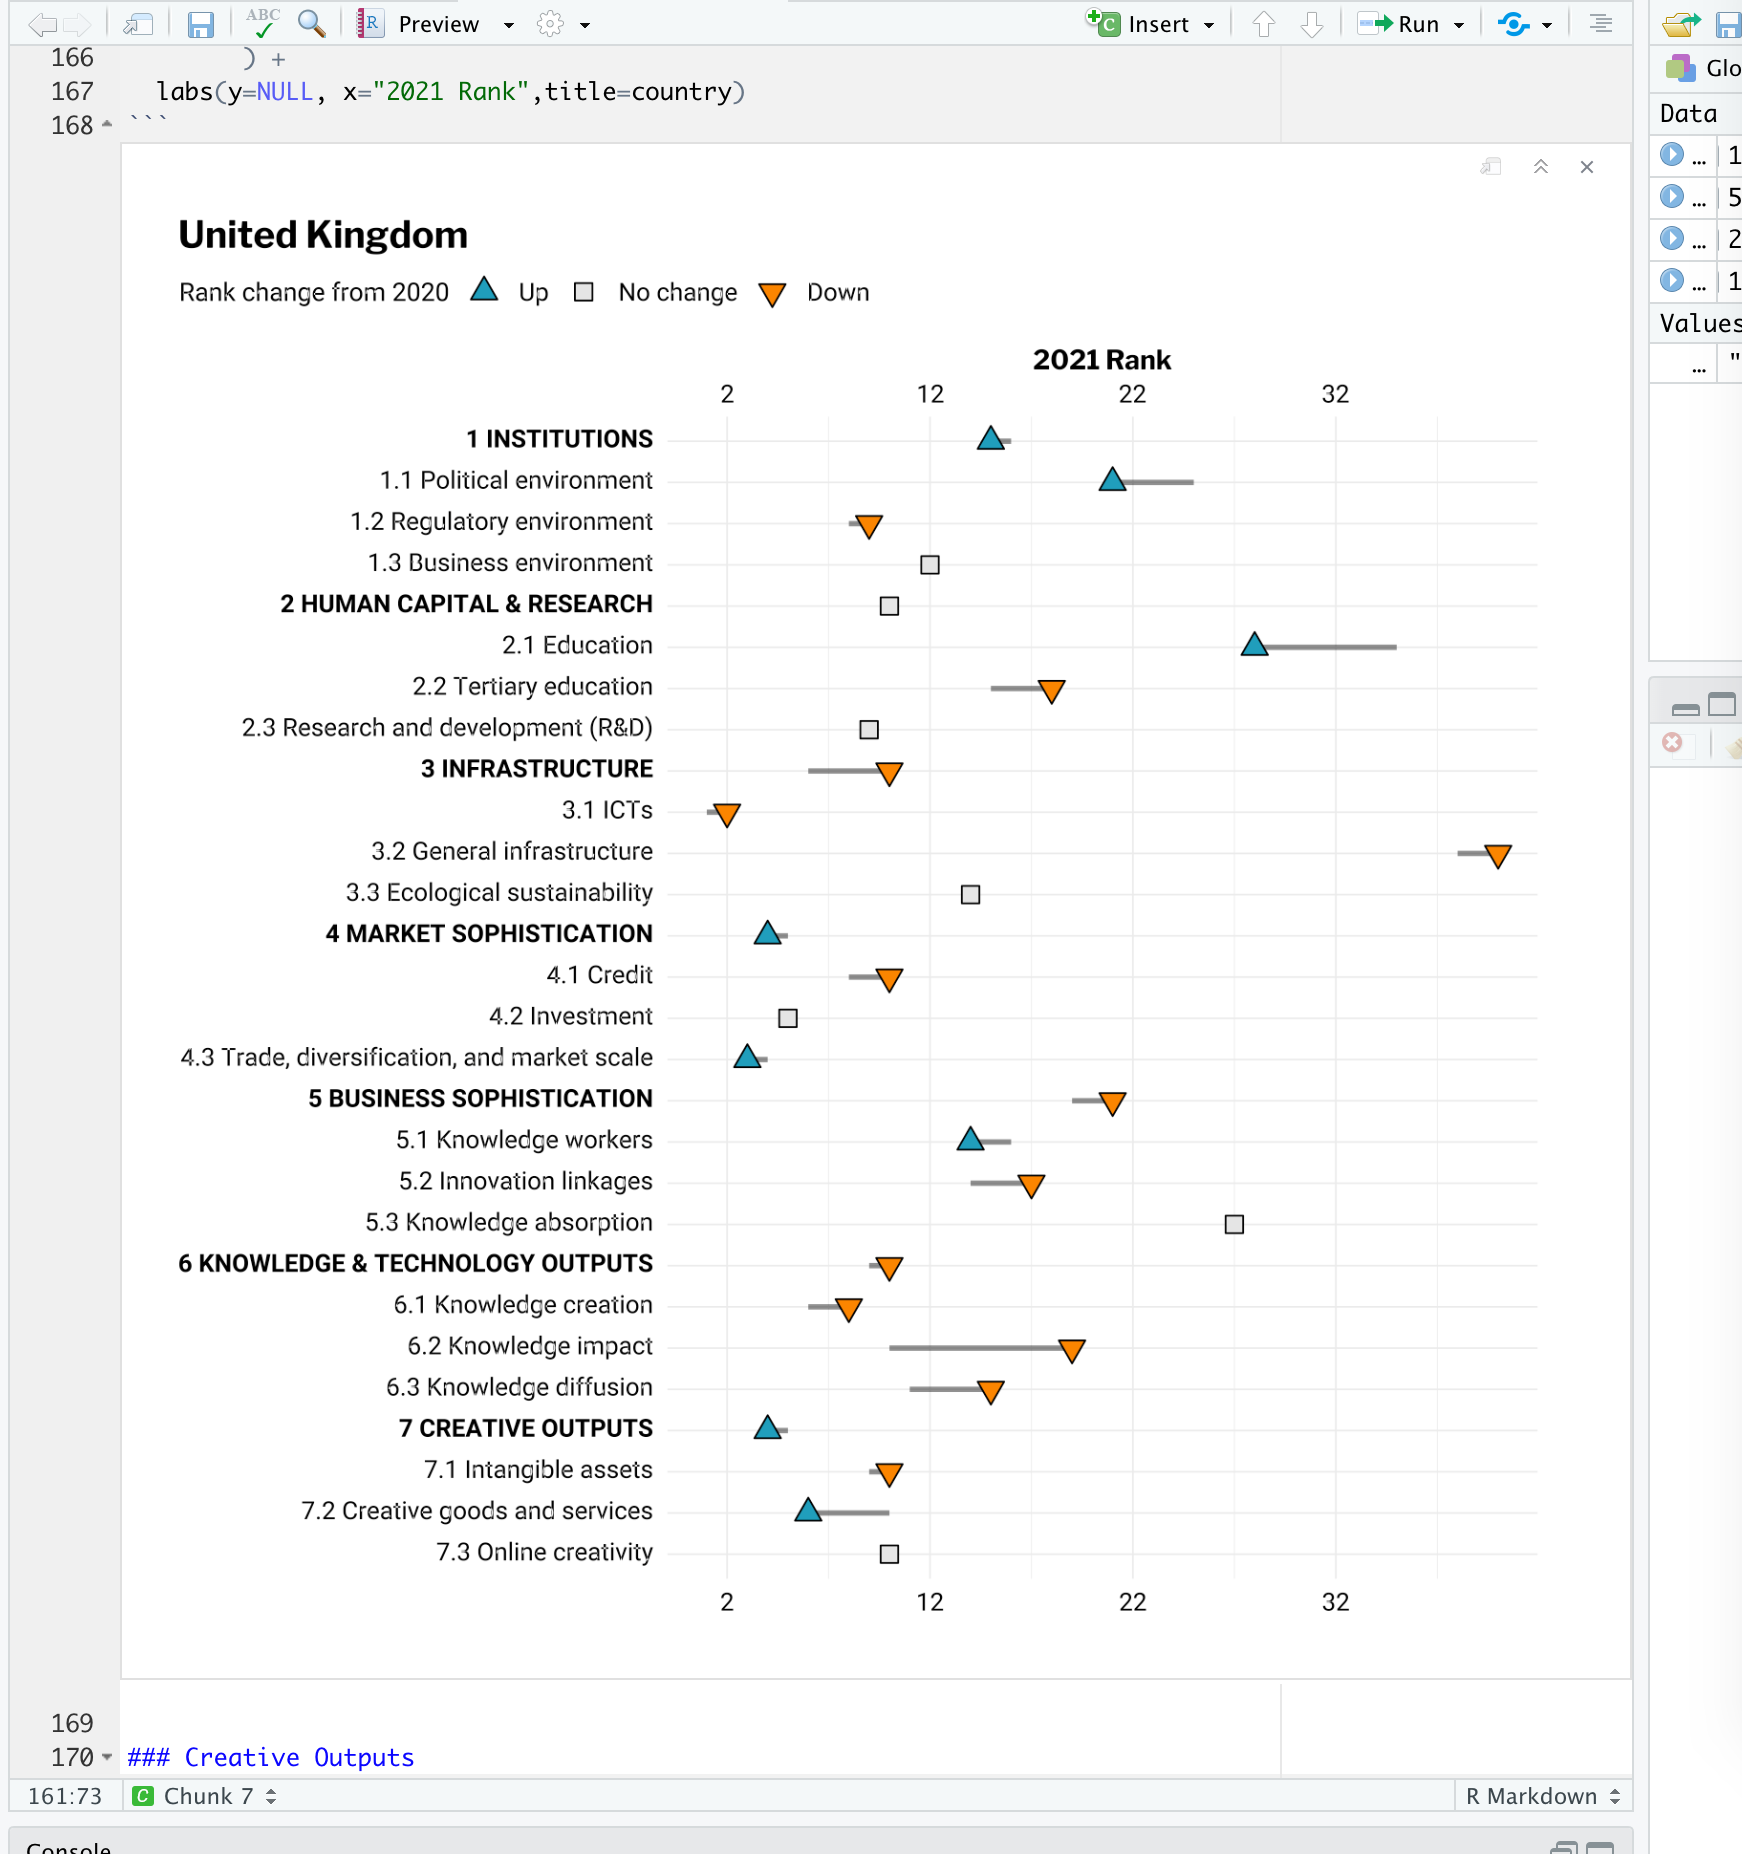 ABC Preview Insert Run
166 ) +
167 labs(y=NULL, x="2021 Rank",title=country)
168 ```
Glo
Data
... 1
... 5
... 2
... 1
Values
... "
United Kingdom
Rank change from 2020 Up No change Down
2021 Rank
2 12 22 32
1 INSTITUTIONS
1.1 Political environment
1.2 Regulatory environment
1.3 Business environment
2 HUMAN CAPITAL & RESEARCH
2.1 Education
2.2 Tertiary education
2.3 Research and development (R&D)
3 INFRASTRUCTURE
3.1 ICTs
3.2 General infrastructure
3.3 Ecological sustainability
4 MARKET SOPHISTICATION
4.1 Credit
4.2 Investment
4.3 Trade, diversification, and market scale
5 BUSINESS SOPHISTICATION
5.1 Knowledge workers
5.2 Innovation linkages
5.3 Knowledge absorption
6 KNOWLEDGE & TECHNOLOGY OUTPUTS
6.1 Knowledge creation
6.2 Knowledge impact
6.3 Knowledge diffusion
7 CREATIVE OUTPUTS
7.1 Intangible assets
7.2 Creative goods and services
7.3 Online creativity
2 12 22 32
169
170 ### Creative Outputs
161:73 C Chunk 7 R Markdown
Console